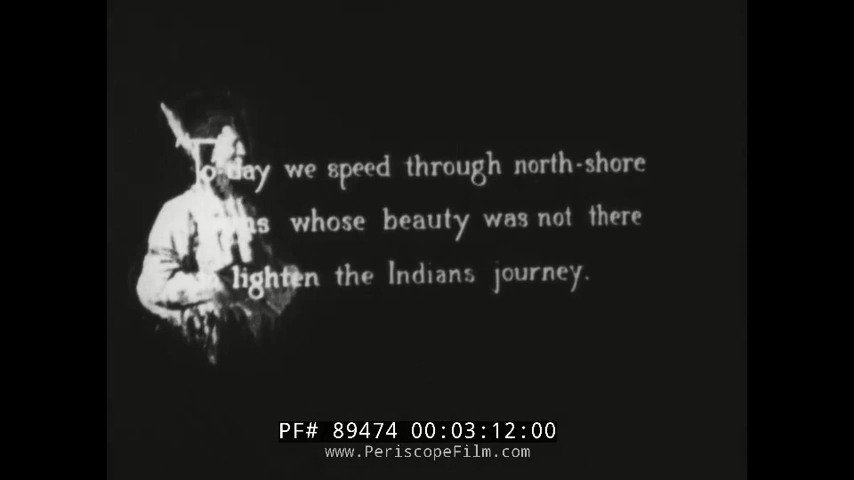 To day we speed through north-shore
whose beauty was not there
lighten the Indians journey.
PF# 89474 00:03:12:00
www.PeriscopeFilm.com